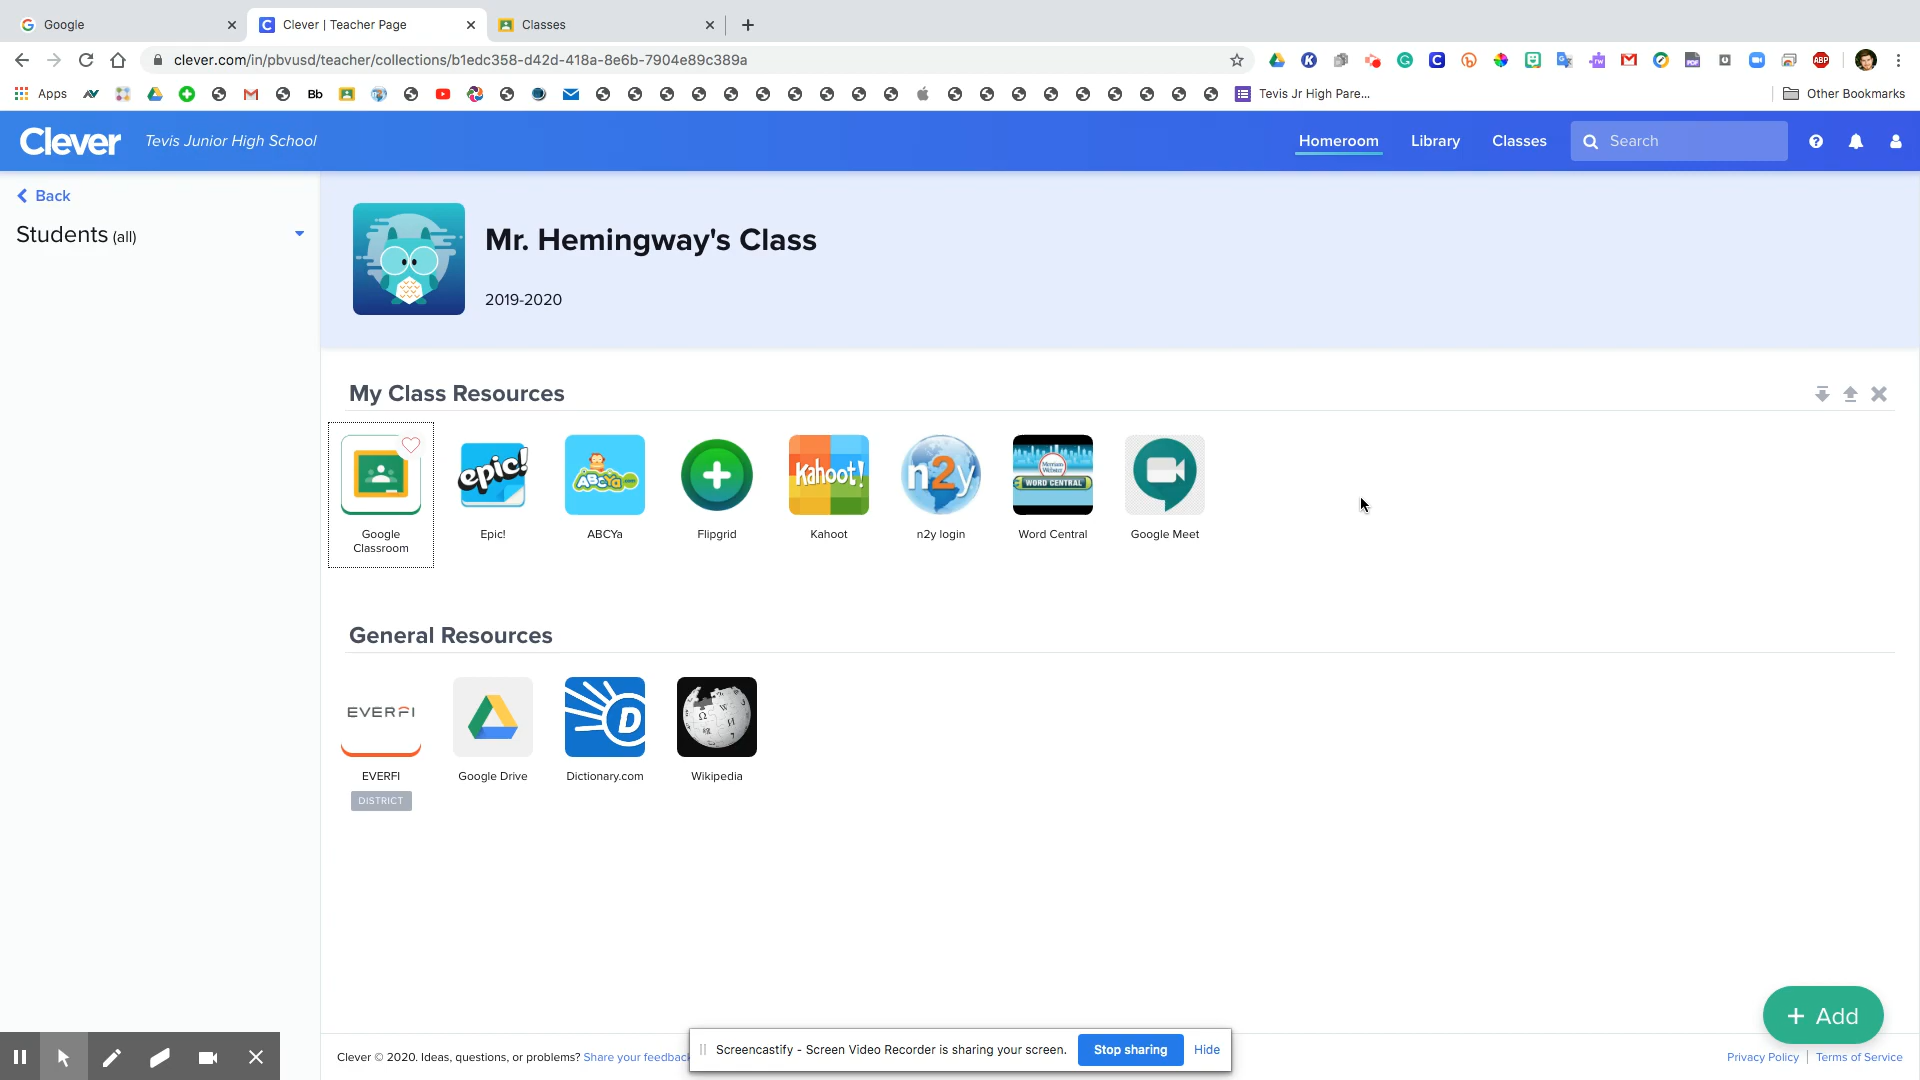 Google
Clever | Teacher Page
Classes
clever.com/in/pbvusd/teacher/collections/b1edc358-d42d-418a-8e6b-7904e89c389a
Apps
Bb
Tevis Jr High Pare...
Other Bookmarks
Clever
Tevis Junior High School
Homeroom
Library
Classes
Search
Back
Students (all)
Mr. Hemingway's Class
2019-2020
My Class Resources
epic!
ABCya.com
Kahoot!
n2y
Merriam Webster
WORD CENTRAL
Google Classroom
Epic!
ABCYa
Flipgrid
Kahoot
n2y login
Word Central
Google Meet
General Resources
EVERFI
D
EVERFI
Google Drive
Dictionary.com
Wikipedia
DISTRICT
+ Add
Clever © 2020. Ideas, questions, or problems? Share your feedback
Screencastify - Screen Video Recorder is sharing your screen.
Stop sharing
Hide
Privacy Policy
Terms of Service